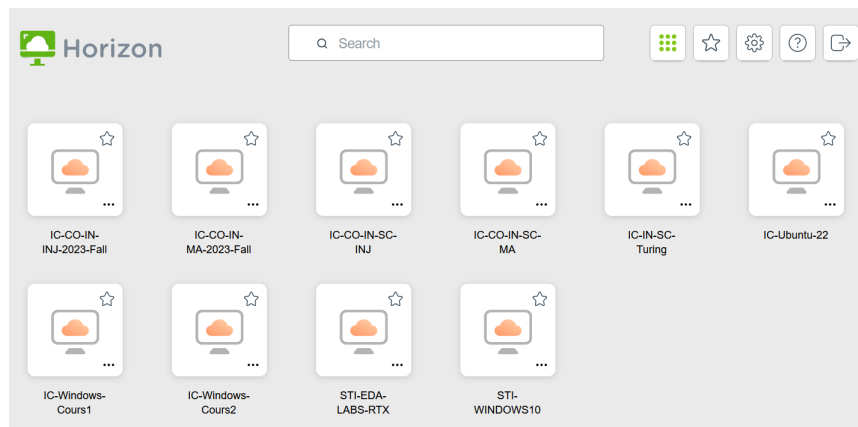 Horizon
Search
IC-CO-IN-
INJ-2023-Fall
IC-CO-IN-
MA-2023-Fall
IC-CO-IN-SC-
INJ
IC-CO-IN-SC-
MA
IC-IN-SC-
Turing
IC-Ubuntu-22
IC-Windows-
Cours1
IC-Windows-
Cours2
STI-EDA-
LABS-RTX
STI-
WINDOWS10